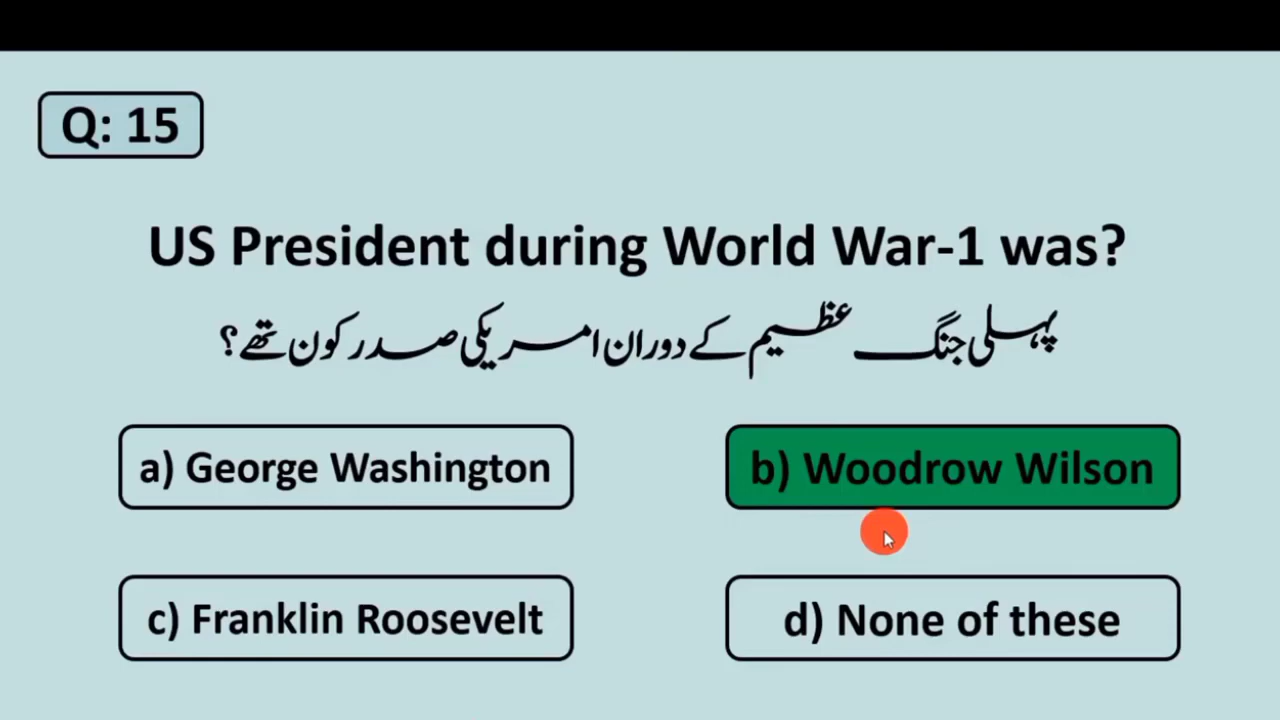 Q: 15
US President during World War-1 was?
پہلی جنگ عظیم کے دوران امریکی صدر کون تھے؟
a) George Washington
b) Woodrow Wilson
c) Franklin Roosevelt
d) None of these